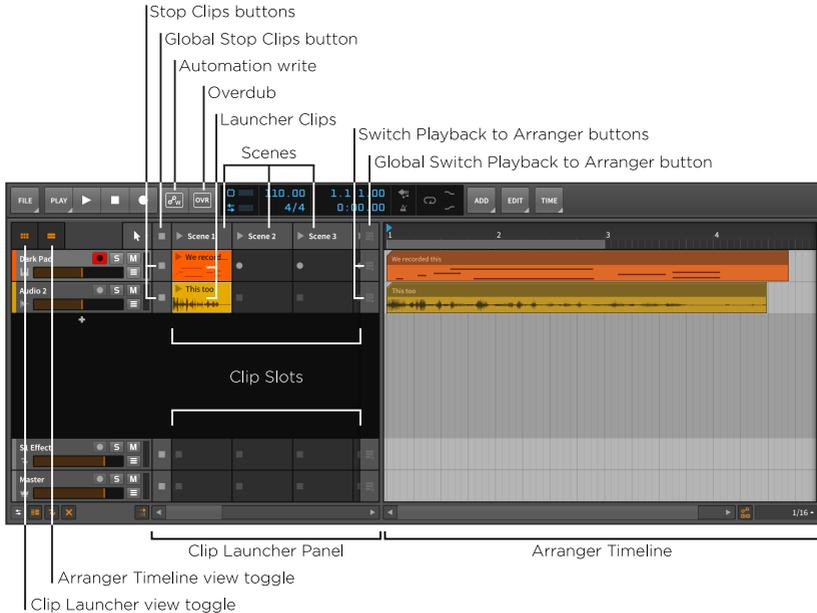 Stop Clips buttons
Global Stop Clips button
Automation write
Overdub
Launcher Clips
Switch Playback to Arranger buttons
Scenes
Global Switch Playback to Arranger button
FILE PLAY OVR 110.00 1.1.1.00 ADD EDIT TIME
4/4 0:00.00
Scene 1 Scene 2 Scene 3 1 2 3 4
Dark Pad S M We record... We recorded this
Audio 2 S M This too This too
Clip Slots
S1 Effect S M
Master S M
1/16
Clip Launcher Panel Arranger Timeline
Arranger Timeline view toggle
Clip Launcher view toggle